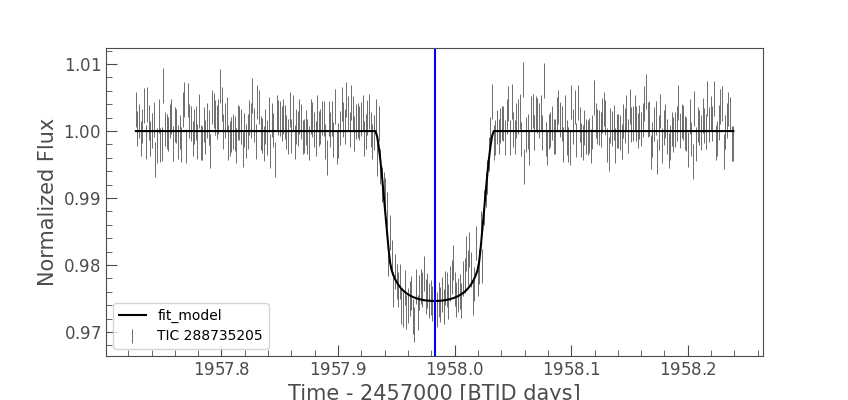 1.01
1.00
0.99
0.98
0.97
Normalized Flux
fit_model
TIC 288735205
1957.8 1957.9 1958.0 1958.1 1958.2
Time - 2457000 [BTJD days]